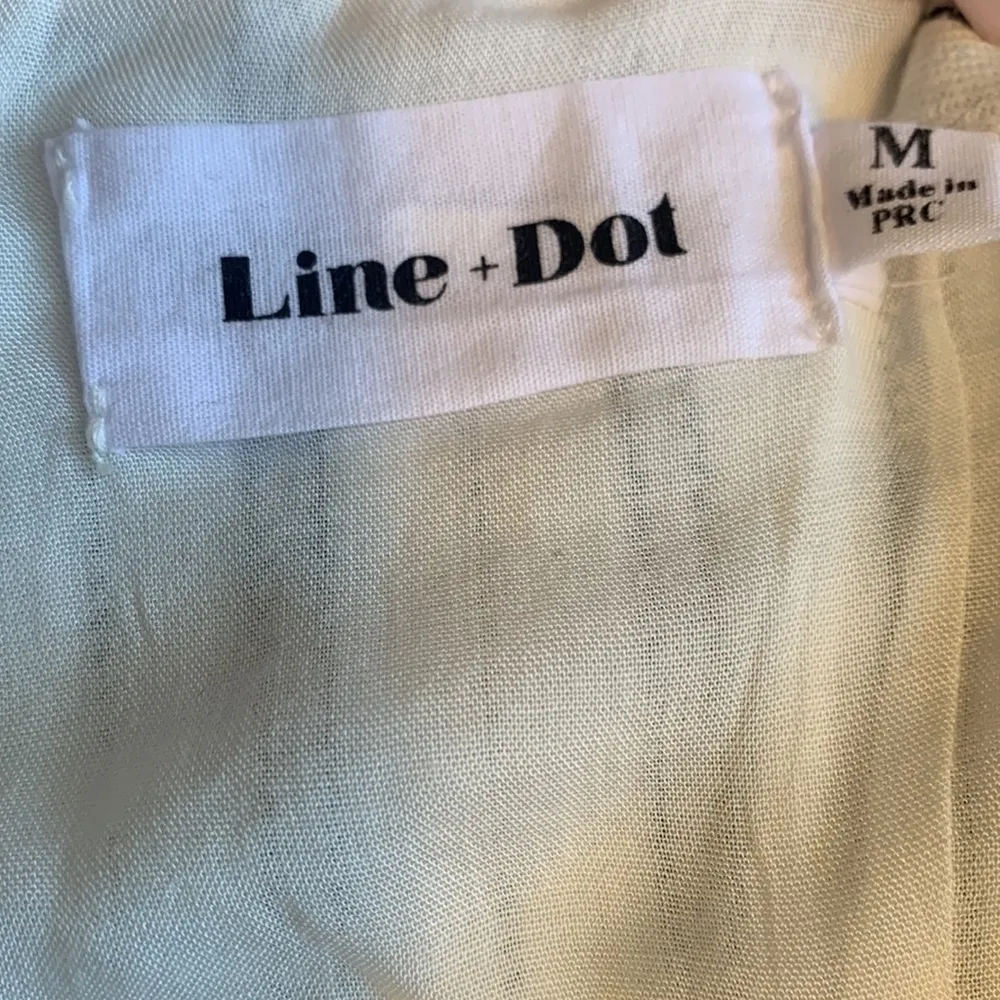 Line + Dot
M
Made in
PRC